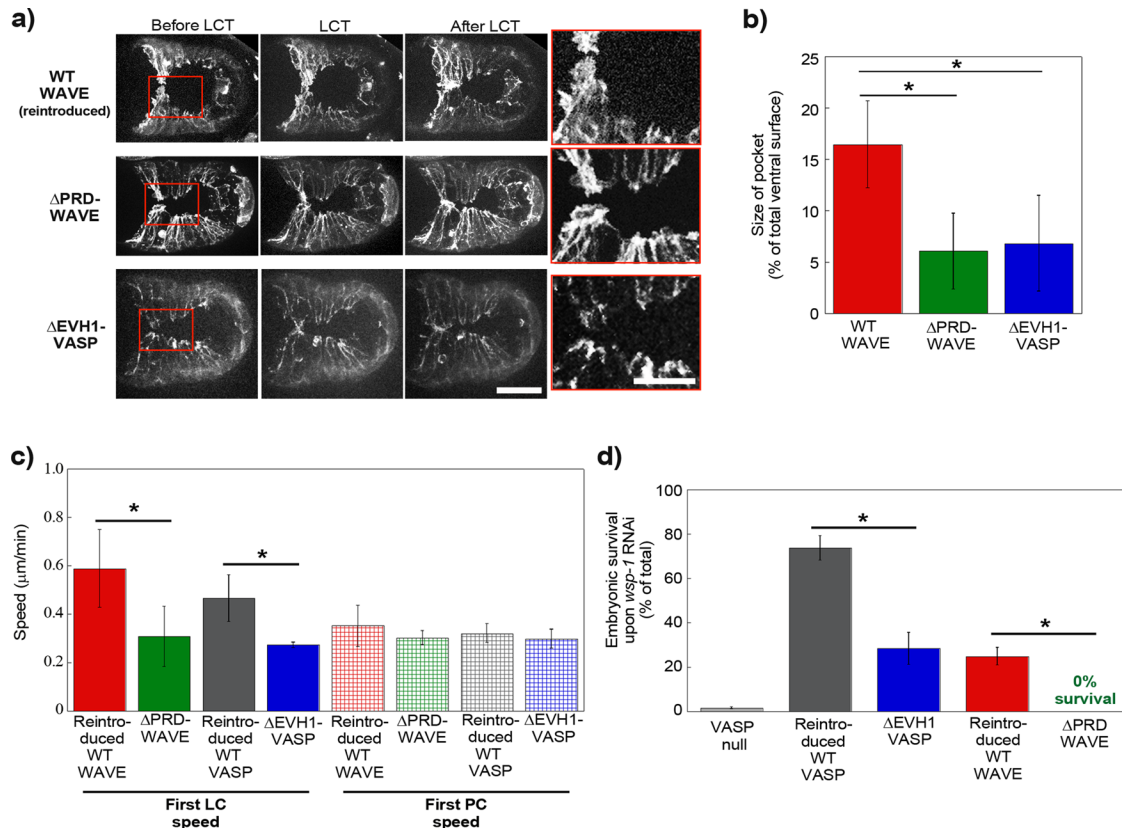 a)
Before LCT
LCT
After LCT
WT
WAVE
(reintroduced)
ΔPRD-
WAVE
ΔEVH1-
VASP
b)
Size of pocket
(% of total ventral surface)
25
20
15
10
5
0
*
*
WT
WAVE
ΔPRD-
WAVE
ΔEVH1-
VASP
c)
Speed (μm/min)
1.0
0.8
0.6
0.4
0.2
0
*
*
Reintro-
duced
WT
WAVE
ΔPRD-
WAVE
Reintro-
duced
WT
VASP
ΔEVH1-
VASP
Reintro-
duced
WT
WAVE
ΔPRD-
WAVE
Reintro-
duced
WT
VASP
ΔEVH1-
VASP
First LC
speed
First PC
speed
d)
Embryonic survival
upon wsp-1 RNAi
(% of total)
100
80
60
40
20
0
*
*
0%
survival
VASP
null
Reintro-
duced
WT
VASP
ΔEVH1
VASP
Reintro-
duced
WT
WAVE
ΔPRD
WAVE